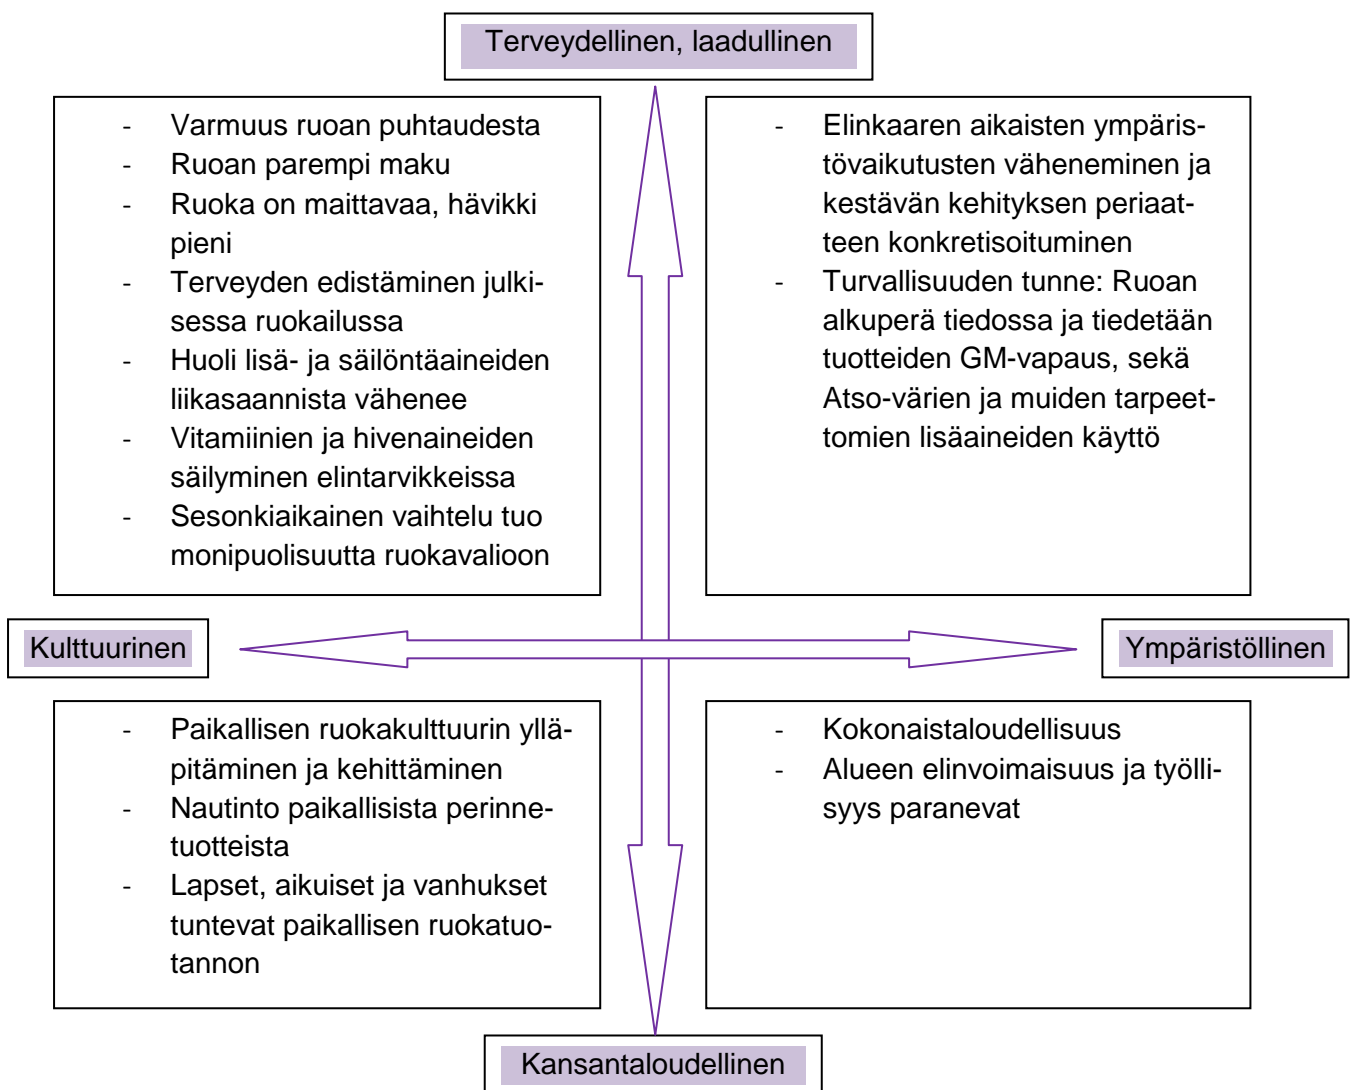 Terveydellinen, laadullinen
- Varmuus ruoan puhtaudesta
- Ruoan parempi maku
- Ruoka on maittavaa, hävikki
pieni
- Terveyden edistäminen julki-
sessa ruokailussa
- Huoli lisä- ja säilöntäaineiden
liikasaannista vähenee
- Vitamiinien ja hivenaineiden
säilyminen elintarvikkeissa
- Sesonkiaikainen vaihtelu tuo
monipuolisuutta ruokavalioon
- Elinkaaren aikaisten ympäris-
tövaikutusten väheneminen ja
kestävän kehityksen periaat-
teen konkretisoituminen
- Turvallisuuden tunne: Ruoan
alkuperä tiedossa ja tiedetään
tuotteiden GM-vapaus, sekä
Atso-värien ja muiden tarpeet-
tomien lisäaineiden käyttö
Kulttuurinen
Ympäristöllinen
- Paikallisen ruokakulttuurin yllä-
pitäminen ja kehittäminen
- Nautinto paikallisista perinne-
tuotteista
- Lapset, aikuiset ja vanhukset
tuntevat paikallisen ruokatuo-
tannon
- Kokonaistaloudellisuus
- Alueen elinvoimaisuus ja työlli-
syys paranevat
Kansantaloudellinen